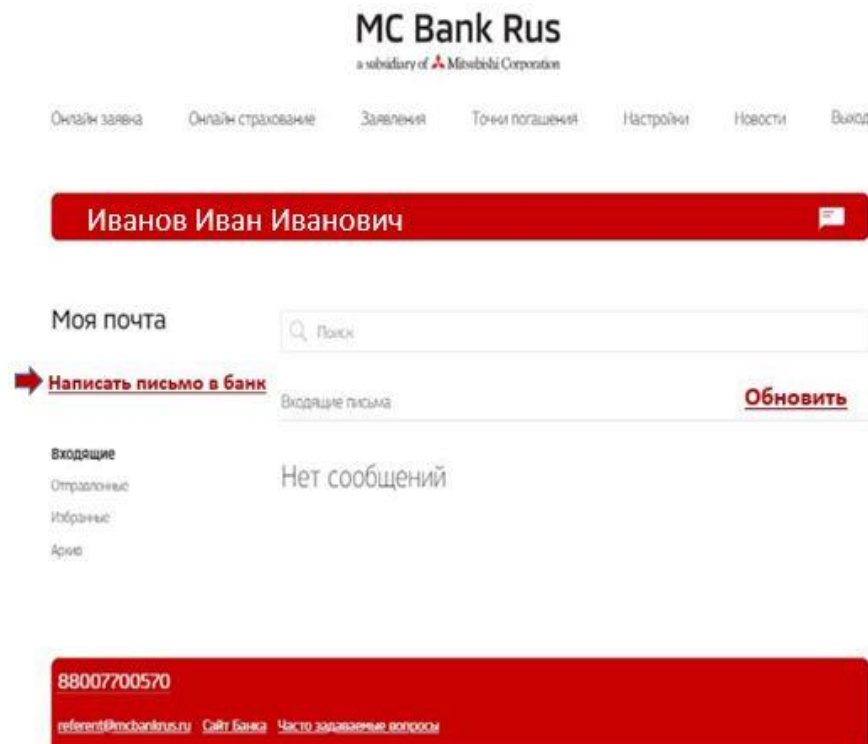 MC Bank Rus
a subsidiary of Mitsubishi Corporation
Онлайн заявка Онлайн страхование Заявления Точки погашения Настройки Новости Выход
Иванов Иван Иванович
Моя почта
Поиск
Написать письмо в банк
Входящие письма
Обновить
Входящие
Нет сообщений
Отправленные
Избранные
Архив
88007700570
referent@mcbankrus.ru Сайт Банка Часто задаваемые вопросы